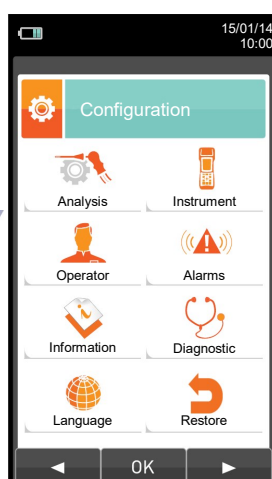 15/01/14
10:00
Configuration
Analysis
Instrument
Operator
Alarms
Information
Diagnostic
Language
Restore
OK